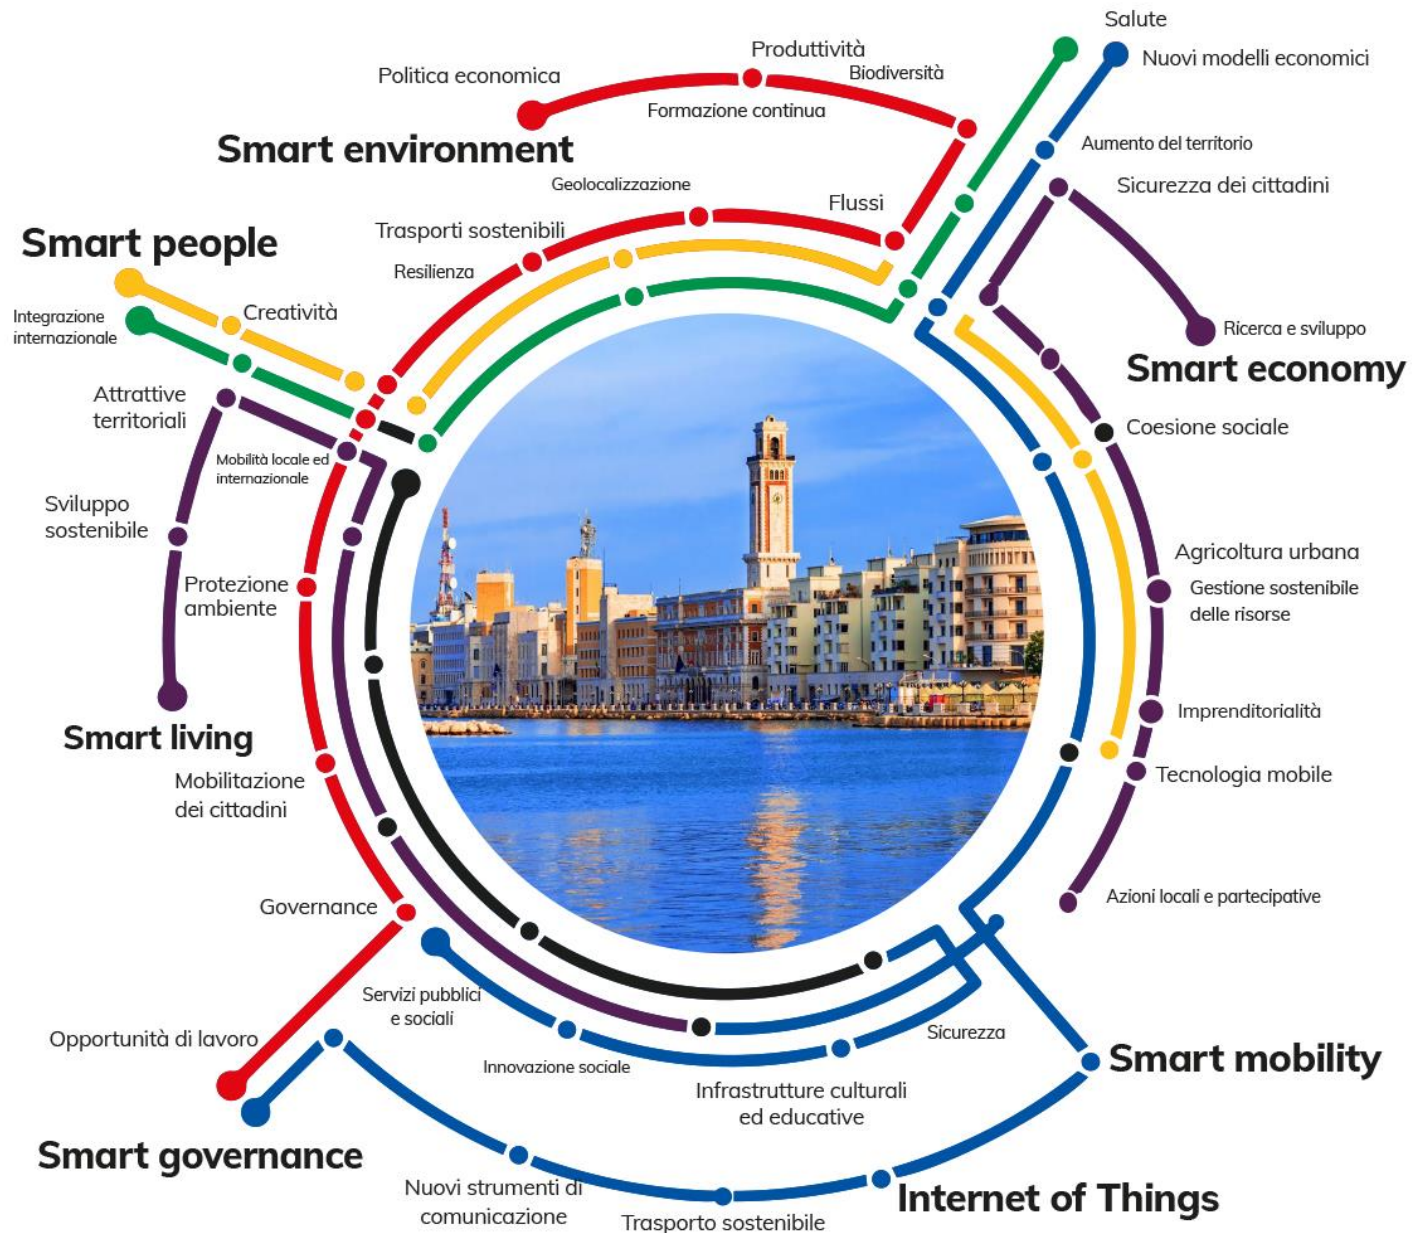 Salute
Produttività
Nuovi modelli economici
Politica economica
Biodiversità
Formazione continua
Smart environment
Aumento del territorio
Geolocalizzazione
Sicurezza dei cittadini
Flussi
Trasporti sostenibili
Smart people
Resilienza
Integrazione
internazionale
Creatività
Ricerca e sviluppo
Smart economy
Attrattive
territoriali
Coesione sociale
Mobilità locale ed
internazionale
Sviluppo
sostenibile
Agricoltura urbana
Protezione
ambiente
Gestione sostenibile
delle risorse
Imprenditorialità
Smart living
Mobilitazione
dei cittadini
Tecnologia mobile
Azioni locali e partecipative
Governance
Servizi pubblici
e sociali
Sicurezza
Opportunità di lavoro
Innovazione sociale
Smart mobility
Infrastrutture culturali
ed educative
Smart governance
Nuovi strumenti di
comunicazione
Internet of Things
Trasporto sostenibile